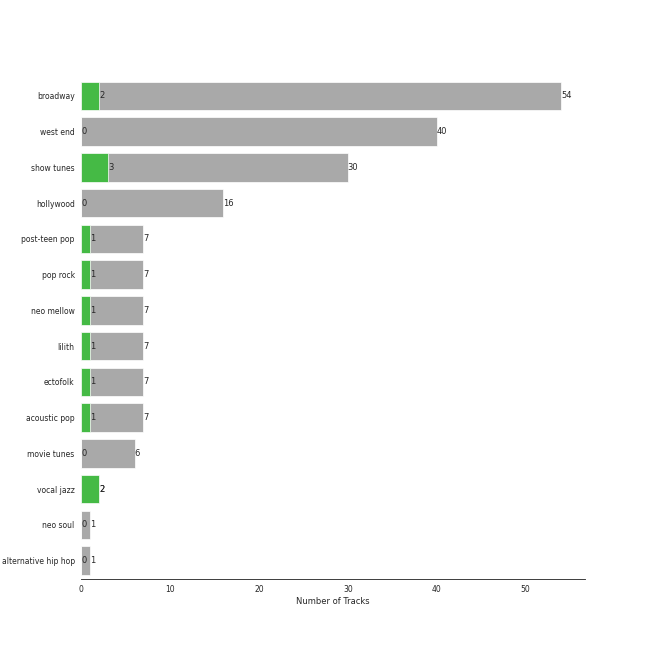 broadway 2 54
west end 0 40
show tunes 3 30
hollywood 0 16
post-teen pop 1 7
pop rock 1 7
neo mellow 1 7
lilith 1 7
ectofolk 1 7
acoustic pop 1 7
movie tunes 0 6
vocal jazz 2
neo soul 0 1
alternative hip hop 0 1
0 10 20 30 40 50
Number of Tracks